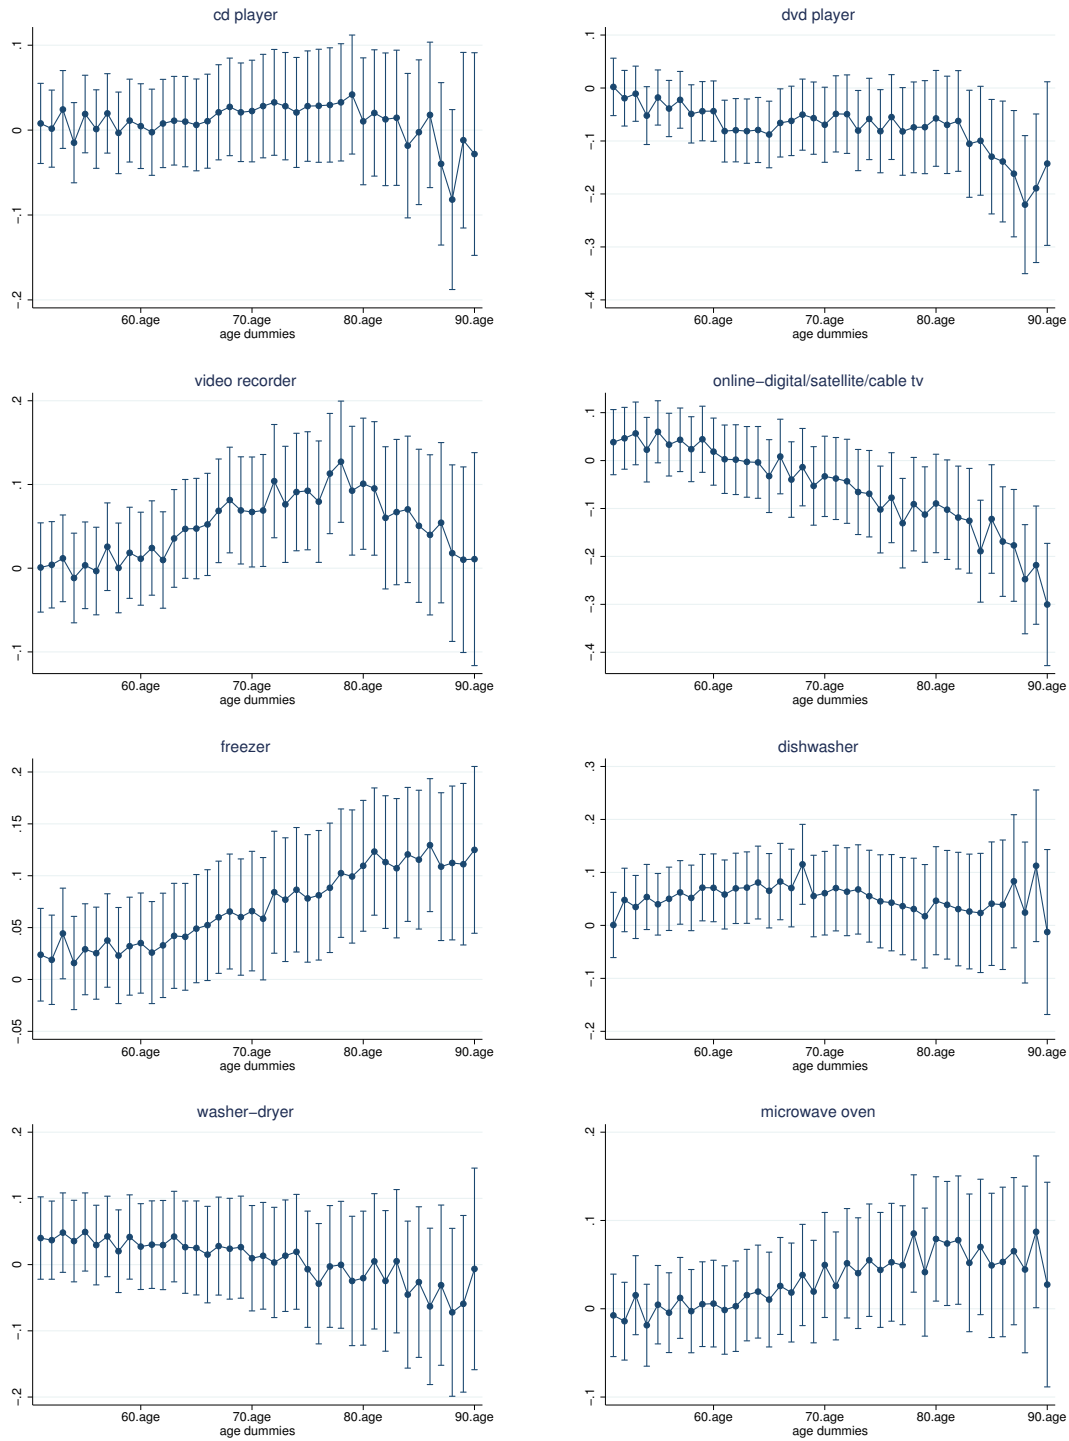 cd player
.1
0
-.1
-.2
60.age 70.age 80.age 90.age
age dummies
dvd player
.1
0
-.1
-.2
-.3
-.4
60.age 70.age 80.age 90.age
age dummies
video recorder
.2
.1
0
-.1
60.age 70.age 80.age 90.age
age dummies
online-digital/satellite/cable tv
.1
0
-.1
-.2
-.3
-.4
60.age 70.age 80.age 90.age
age dummies
freezer
.2
.15
.1
.05
0
-.05
60.age 70.age 80.age 90.age
age dummies
dishwasher
.3
.2
.1
0
-.1
-.2
60.age 70.age 80.age 90.age
age dummies
washer-dryer
.2
.1
0
-.1
-.2
60.age 70.age 80.age 90.age
age dummies
microwave oven
.2
.1
0
-.1
60.age 70.age 80.age 90.age
age dummies